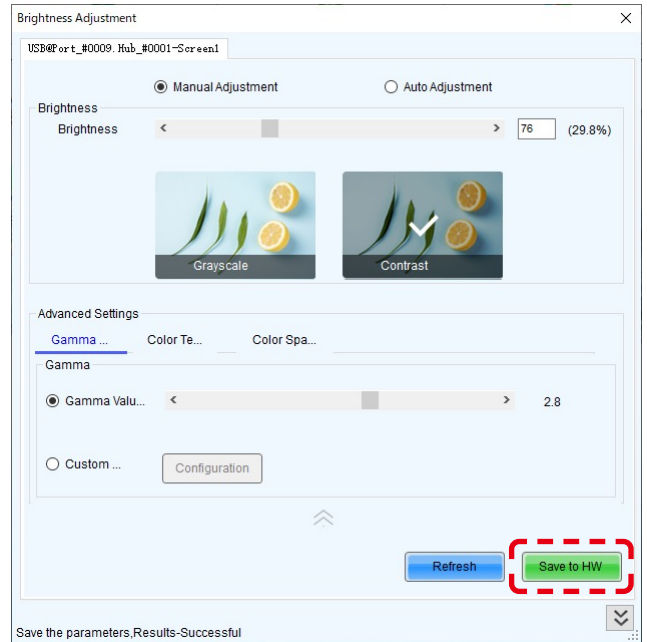 Brightness Adjustment
USB@Port_#0009.Hub_#0001-Screen1
Manual Adjustment Auto Adjustment
Brightness
Brightness 76 (29.8%)
Grayscale Contrast
Advanced Settings
Gamma ... Color Te... Color Spa...
Gamma
Gamma Valu... 2.8
Custom ... Configuration
Refresh Save to HW
Save the parameters,Results-Successful